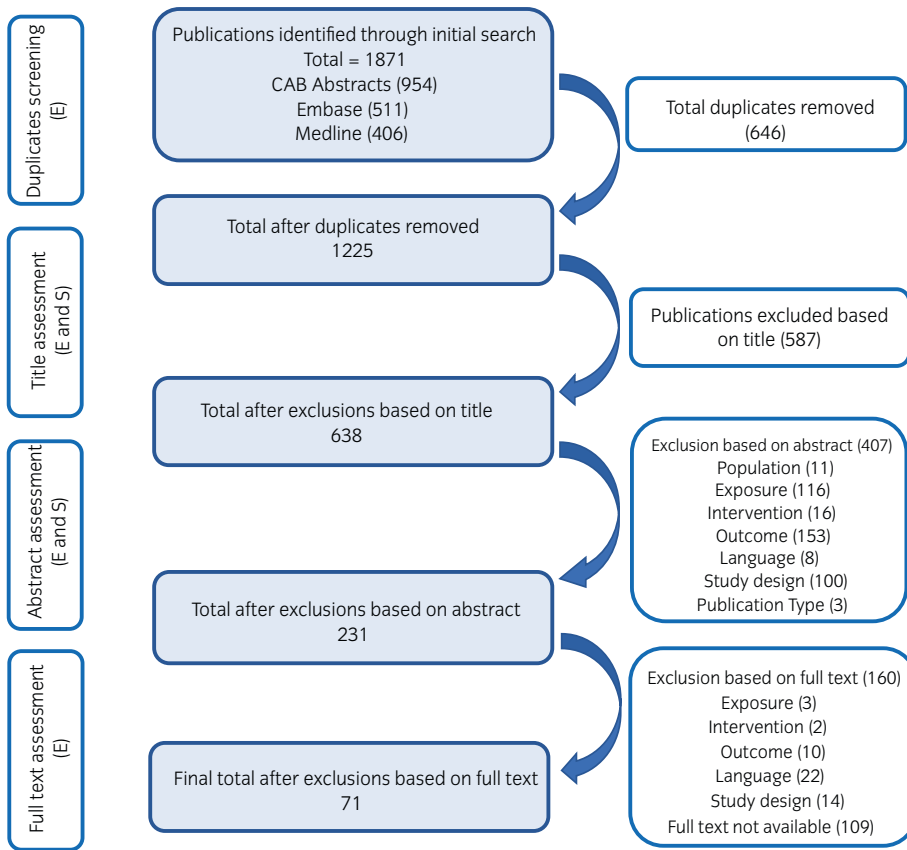 Duplicates screening
(E)
Publications identified through initial search
Total = 1871
CAB Abstracts (954)
Embase (511)
Medline (406)
Total duplicates removed
(646)
Total after duplicates removed
1225
Title assessment
(E and S)
Publications excluded based
on title (587)
Total after exclusions based on title
638
Abstract assessment
(E and S)
Exclusion based on abstract (407)
Population (11)
Exposure (116)
Intervention (16)
Outcome (153)
Language (8)
Study design (100)
Publication Type (3)
Total after exclusions based on abstract
231
Full text assessment
(E)
Exclusion based on full text (160)
Exposure (3)
Intervention (2)
Outcome (10)
Language (22)
Study design (14)
Full text not available (109)
Final total after exclusions based on full text
71